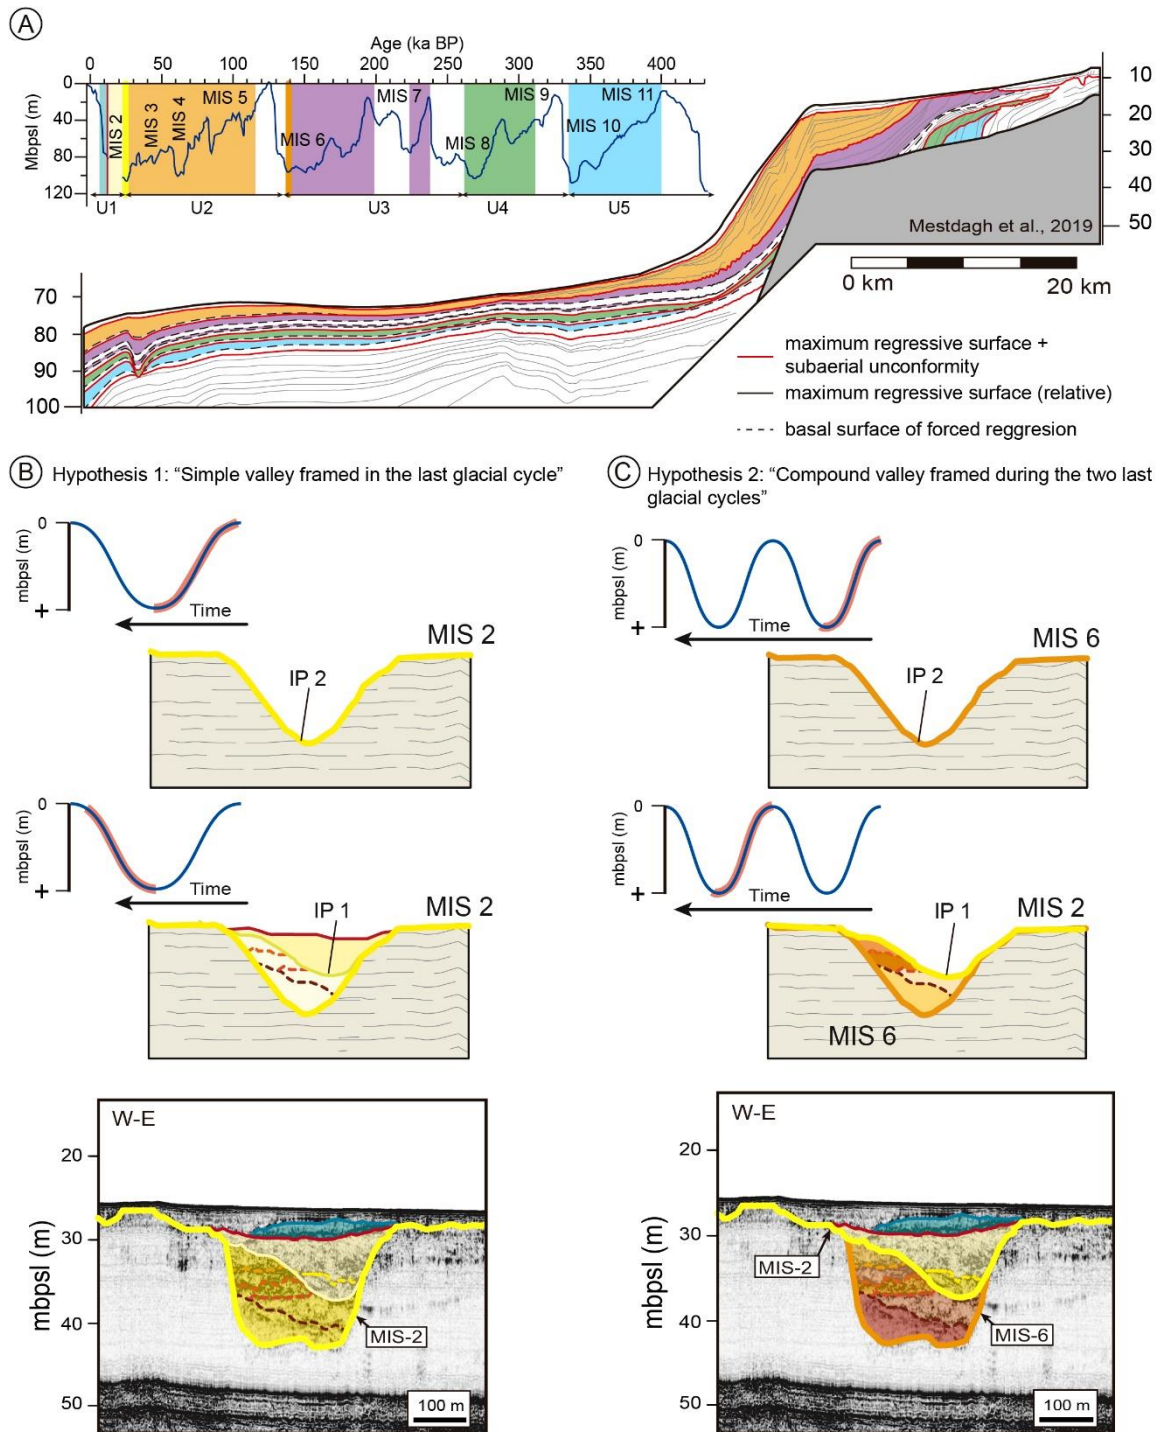 A
Age (ka BP)
0 50 100 150 200 250 300 350 400
Mbpsl (m)
0
40
80
120
MIS 2
MIS 3
MIS 4
MIS 5
MIS 6
MIS 7
MIS 8
MIS 9
MIS 10
MIS 11
U1 U2 U3 U4 U5
10
20
30
40
50
Mestdagh et al., 2019
0 km 20 km
70
80
90
100
maximum regressive surface +
subaerial unconformity
maximum regressive surface (relative)
basal surface of forced reggresion
B Hypothesis 1: “Simple valley framed in the last glacial cycle”
0
mbpsl (m)
+
Time
MIS 2
IP 2
0
mbpsl (m)
+
Time
IP 1
MIS 2
W-E
20
30
40
50
mbpsl (m)
MIS-2
100 m
C Hypothesis 2: “Compound valley framed during the two last
glacial cycles”
0
mbpsl (m)
+
Time
MIS 6
IP 2
0
mbpsl (m)
+
Time
IP 1
MIS 2
MIS 6
W-E
20
30
40
50
mbpsl (m)
MIS-2
MIS-6
100 m